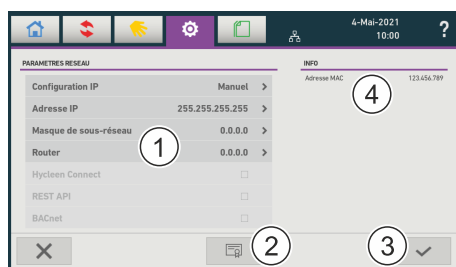 4-Mai-2021
10:00
?
PARAMETRES RESEAU
Configuration IP Manuel >
Adresse IP 255.255.255.255 >
Masque de sous-réseau 0.0.0.0 >
Router 0.0.0.0 >
Hycleen Connect
REST API
BACnet
INFO
Adresse MAC 123.456.789
1
4
2
3